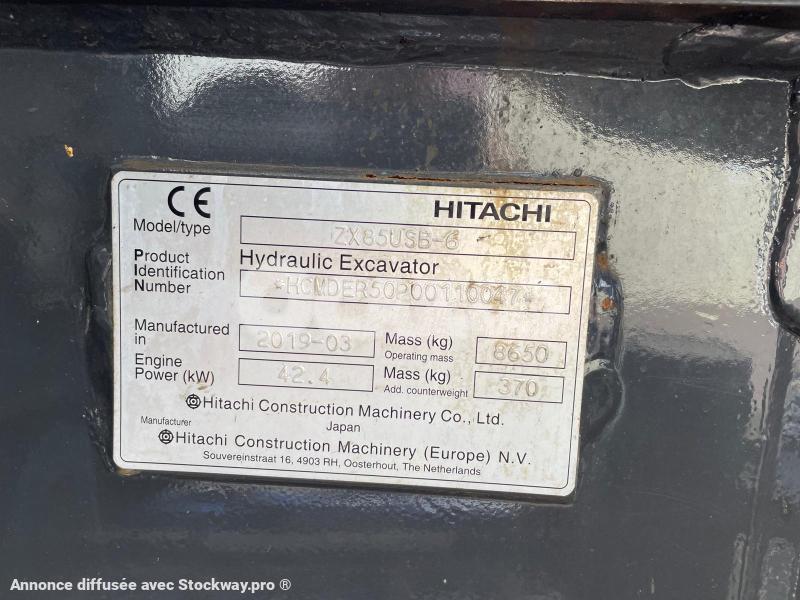 CE HITACHI
Model/type ZX85USB-6
Hydraulic Excavator
Product Identification Number *HCMDER50P00110047*
Manufactured in 2019-03 Mass (kg) Operating mass 8650
Engine Power (kW) 42.4 Mass (kg) Add. counterweight 370
Hitachi Construction Machinery Co., Ltd.
Japan
Manufacturer
Hitachi Construction Machinery (Europe) N.V.
Souvereinstraat 16, 4903 RH, Oosterhout, The Netherlands
Annonce diffusée avec Stockway.pro ®